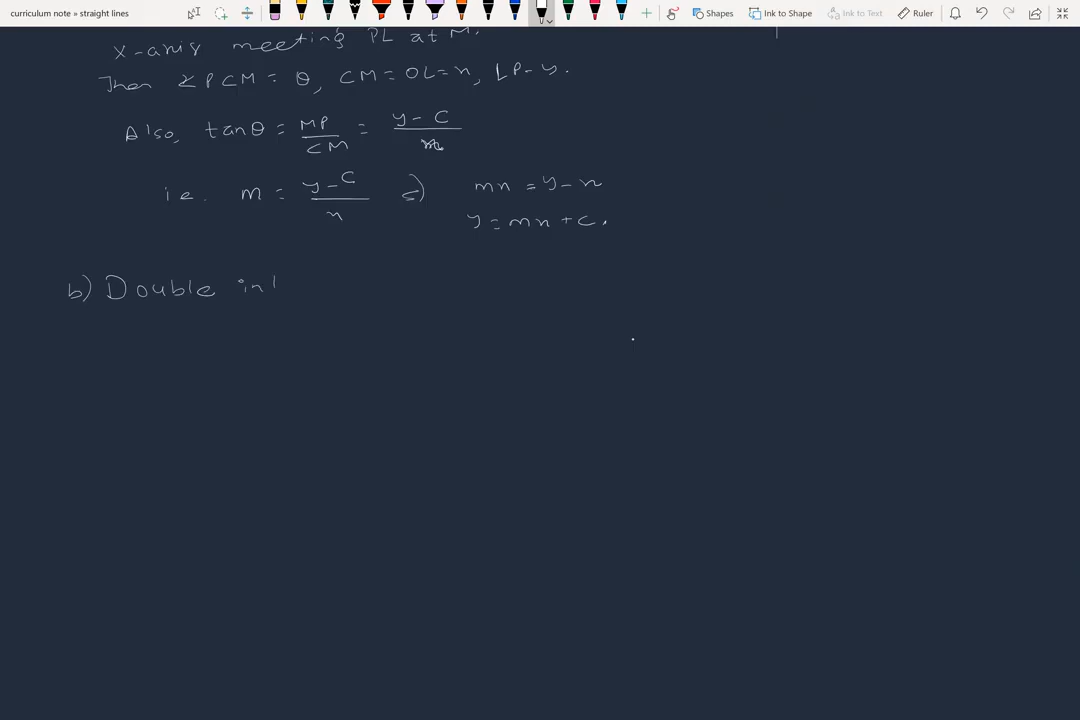 curriculum note » straight lines
Shapes
Ink to Shape
Ink to Text
Ruler
X-axis meeting PL at M.
Then ∠PCM = θ, CM = OL = x, LP = y.
Also, tanθ = MP/CM = y-c/x
i.e. m = y-c/x ⇒ mx = y-x
y = mx + c.
b) Double int